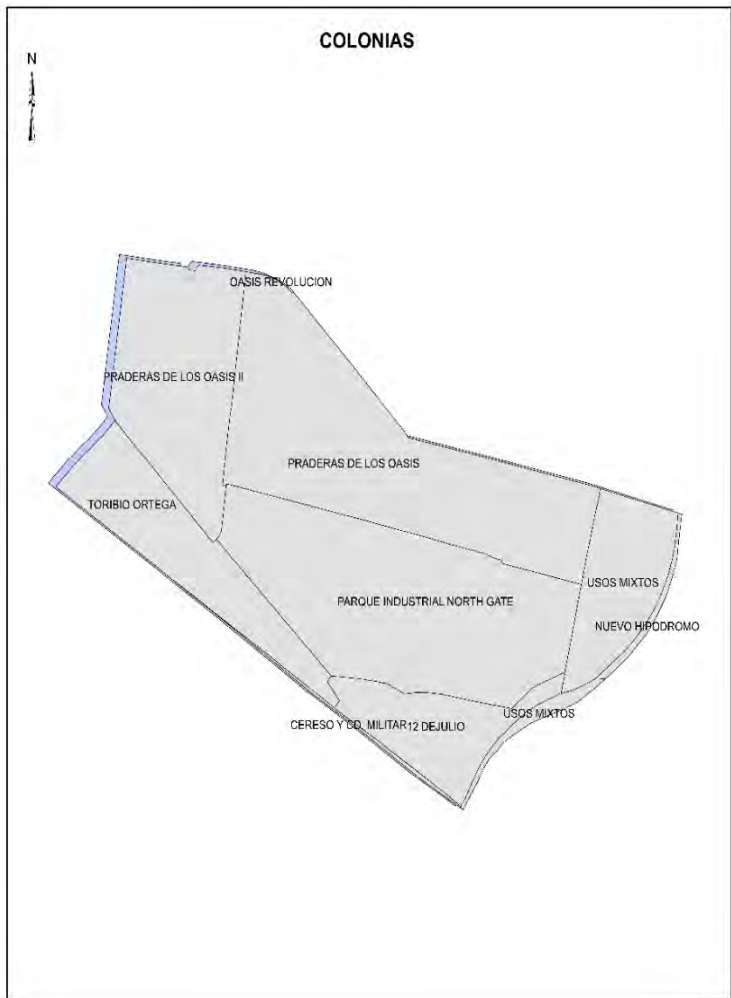 COLONIAS
N
OASIS REVOLUCION
PRADERAS DE LOS OASIS II
PRADERAS DE LOS OASIS
TORIBIO ORTEGA
USOS MIXTOS
PARQUE INDUSTRIAL NORTH GATE
NUEVO HIPODROMO
USOS MIXTOS
CERESO Y CD. MILITAR
12 DEJULIO